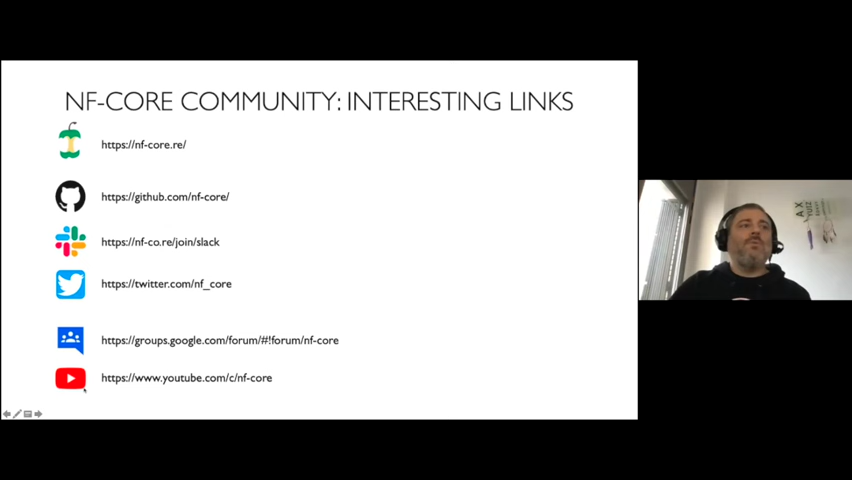 NF-CORE COMMUNITY: INTERESTING LINKS
https://nf-core.re/
https://github.com/nf-core/
https://nf-co.re/join/slack
https://twitter.com/nf_core
https://groups.google.com/forum/#!forum/nf-core
https://www.youtube.com/c/nf-core